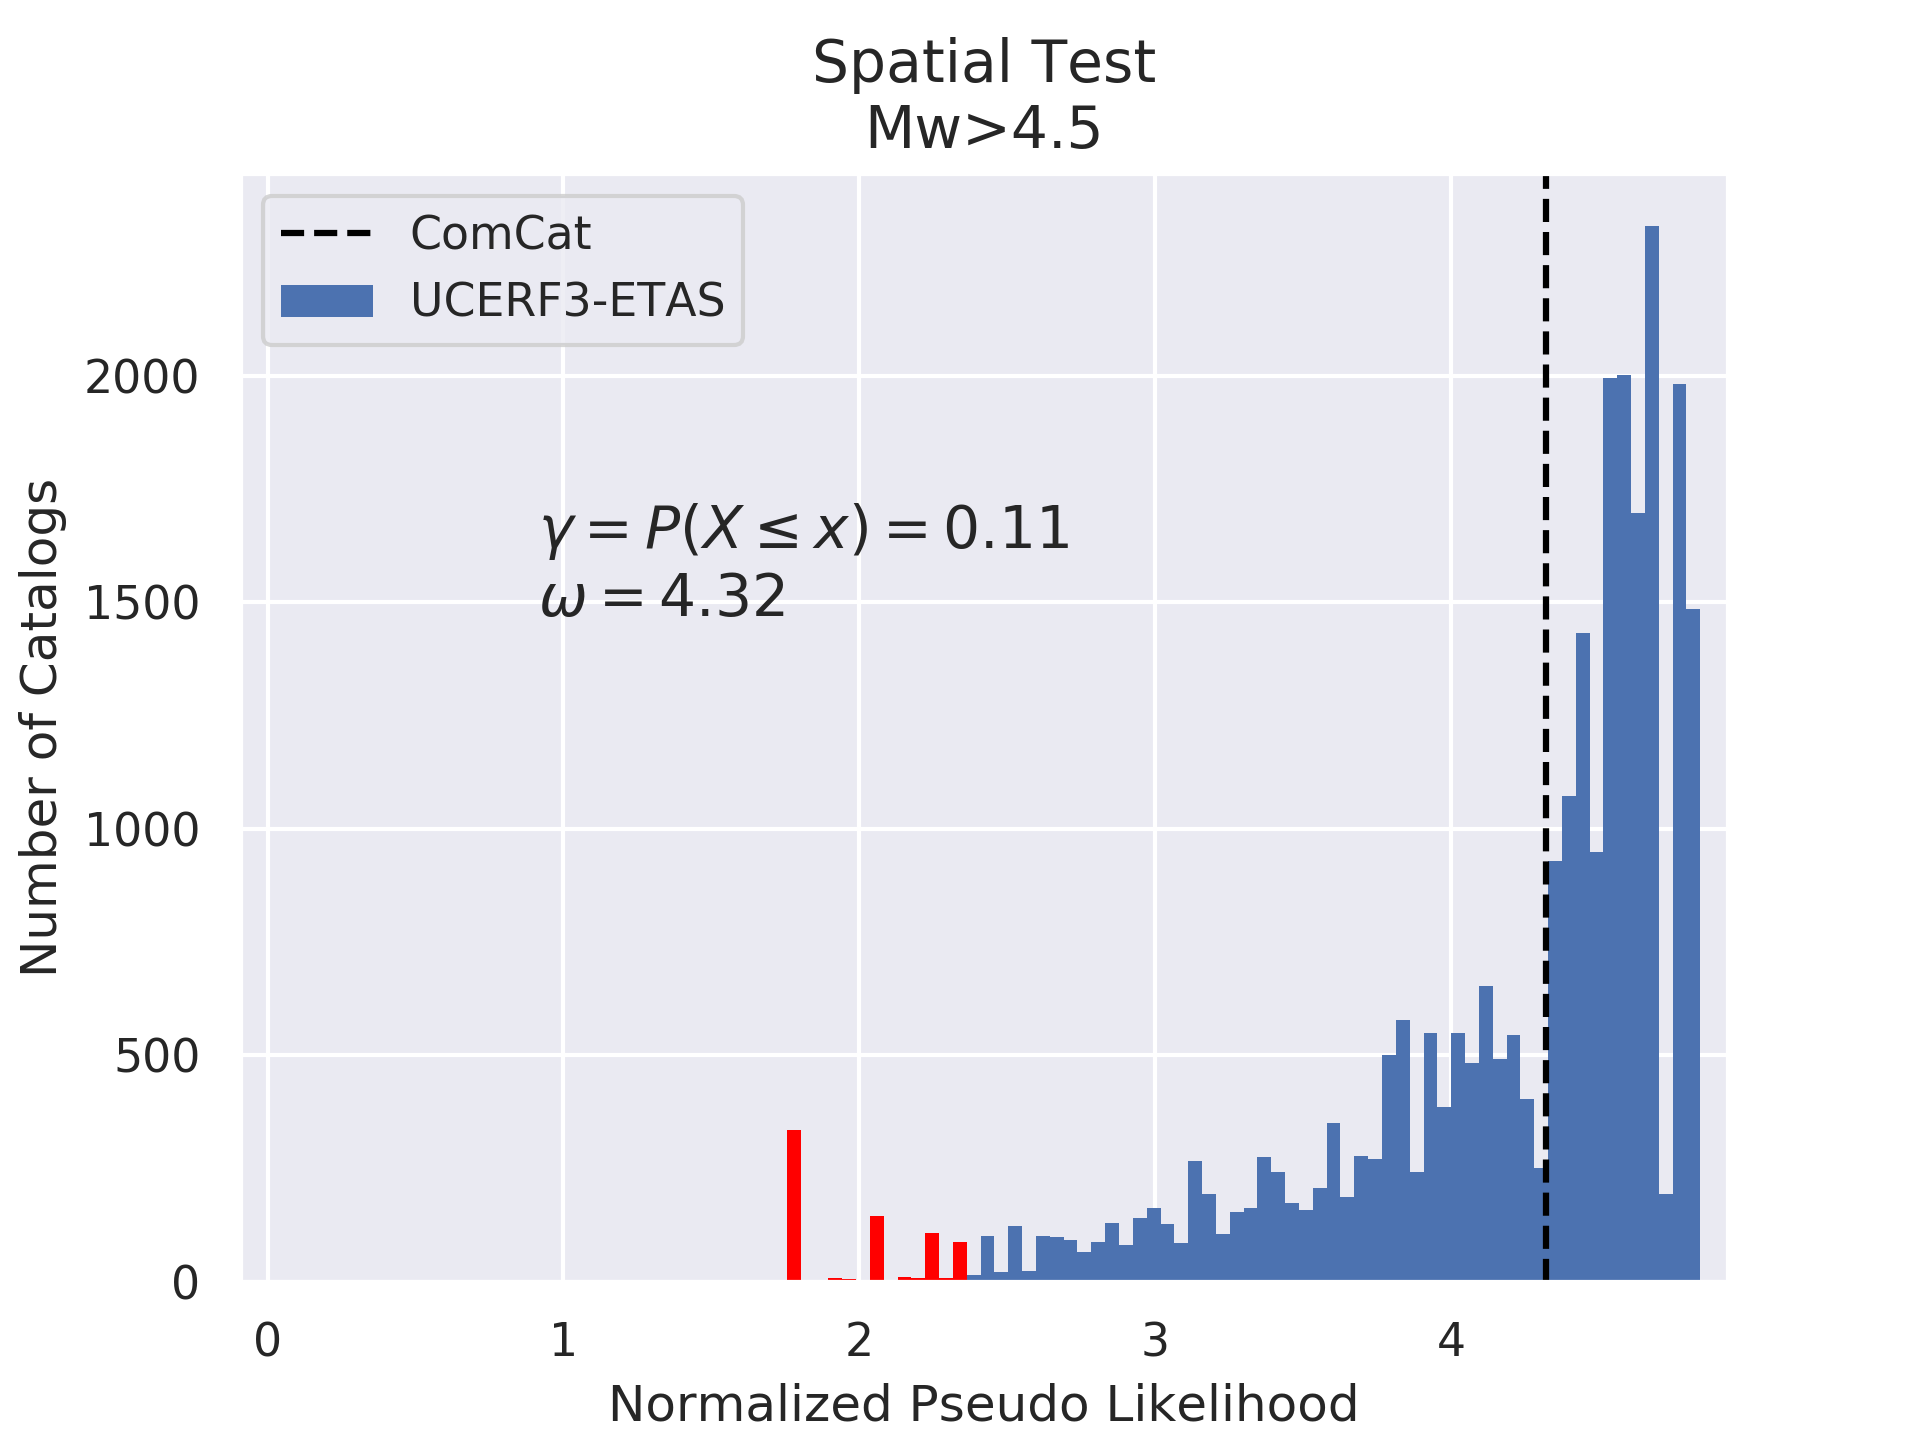 Spatial Test
Mw>4.5
ComCat
UCERF3-ETAS
γ = P(X ≤ x) = 0.11
ω = 4.32
Number of Catalogs
2000
1500
1000
500
0
0 1 2 3 4
Normalized Pseudo Likelihood